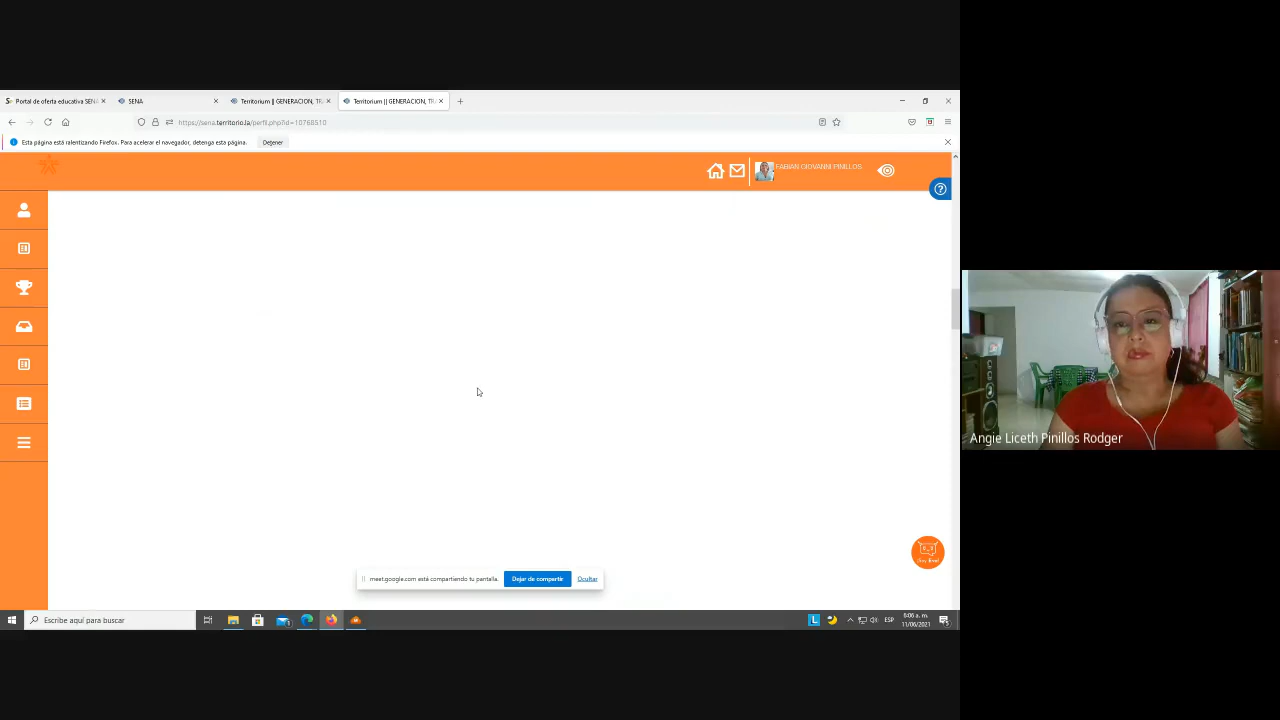 Portal de oferta educativa SENA
SENA
Territorium || GENERACION, TRA
Territorium || GENERACION, TRA
https://sena.territorio.la/perfil.php?id=10768510
Esta página está ralentizando Firefox. Para acelerar el navegador, detenga esta página.
Detener
FABIAN GIOVANNI PINILLOS
Angie Liceth Pinillos Rodger
meet.google.com está compartiendo tu pantalla.
Dejar de compartir
Ocultar
Escribe aquí para buscar
L
ESP
6:06 a. m.
11/06/2021